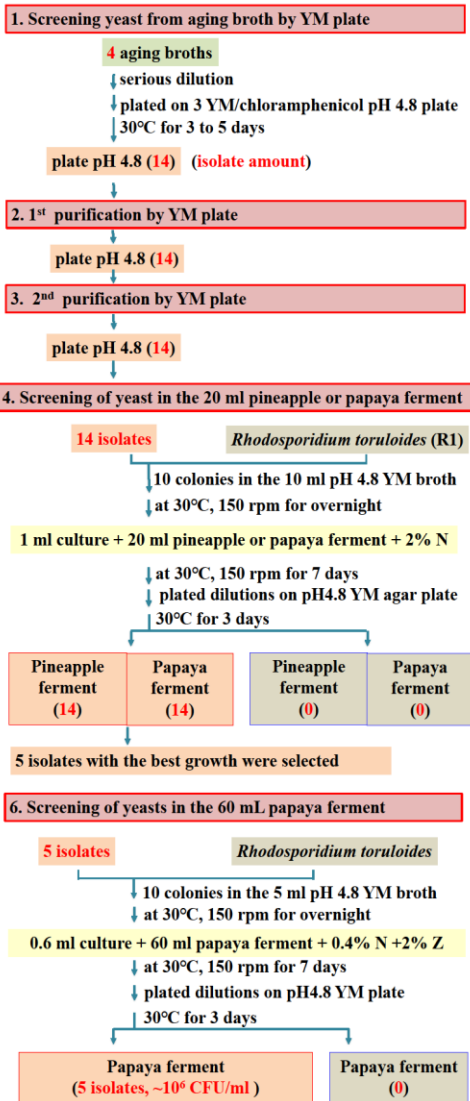 1. Screening yeast from aging broth by YM plate
4 aging broths
serious dilution
plated on 3 YM/chloramphenicol pH 4.8 plate
30°C for 3 to 5 days
plate pH 4.8 (14) (isolate amount)
2. 1st purification by YM plate
plate pH 4.8 (14)
3. 2nd purification by YM plate
plate pH 4.8 (14)
4. Screening of yeast in the 20 ml pineapple or papaya ferment
14 isolates Rhodosporidium toruloides (R1)
10 colonies in the 10 ml pH 4.8 YM broth
at 30°C, 150 rpm for overnight
1 ml culture + 20 ml pineapple or papaya ferment + 2% N
at 30°C, 150 rpm for 7 days
plated dilutions on pH4.8 YM agar plate
30°C for 3 days
Pineapple ferment (14)
Papaya ferment (14)
Pineapple ferment (0)
Papaya ferment (0)
5 isolates with the best growth were selected
6. Screening of yeasts in the 60 mL papaya ferment
5 isolates Rhodosporidium toruloides
10 colonies in the 5 ml pH 4.8 YM broth
at 30°C, 150 rpm for overnight
0.6 ml culture + 60 ml papaya ferment + 0.4% N +2% Z
at 30°C, 150 rpm for 7 days
plated dilutions on pH4.8 YM plate
30°C for 3 days
Papaya ferment
(5 isolates, ~10⁶ CFU/ml )
Papaya ferment
(0)